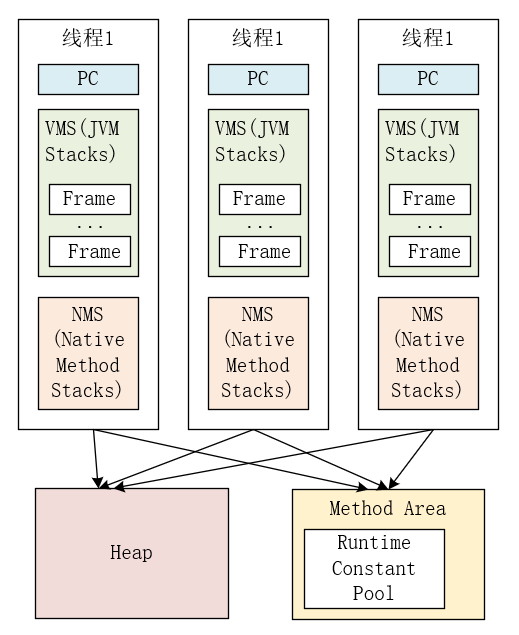 线程1
PC
VMS(JVM
Stacks)
Frame
...
Frame
NMS
(Native
Method
Stacks)
线程1
PC
VMS(JVM
Stacks)
Frame
...
Frame
NMS
(Native
Method
Stacks)
线程1
PC
VMS(JVM
Stacks)
Frame
...
Frame
NMS
(Native
Method
Stacks)
Heap
Method Area
Runtime
Constant
Pool